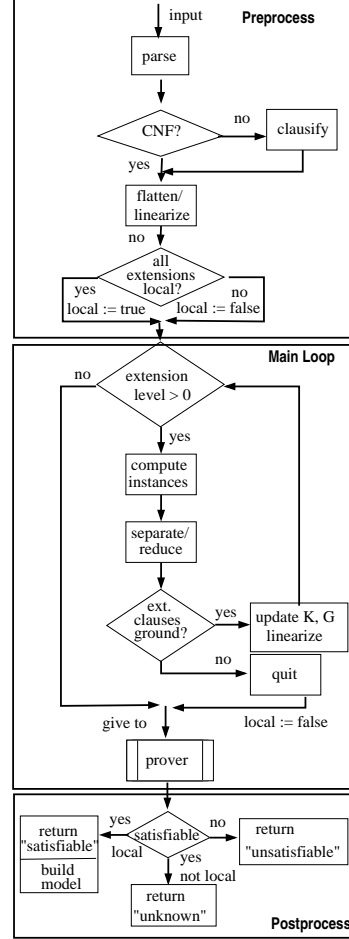 input
Preprocess
parse
CNF?
no
clausify
yes
flatten/
linearize
no
all
extensions
local?
yes
no
local := true
local := false
Main Loop
no
extension
level > 0
yes
compute
instances
separate/
reduce
ext.
clauses
ground?
yes
update K, G
linearize
no
quit
give to
local := false
prover
yes
satisfiable
no
return
"satisfiable"
local
return
"unsatisfiable"
build
model
yes
not local
return
"unknown"
Postprocess